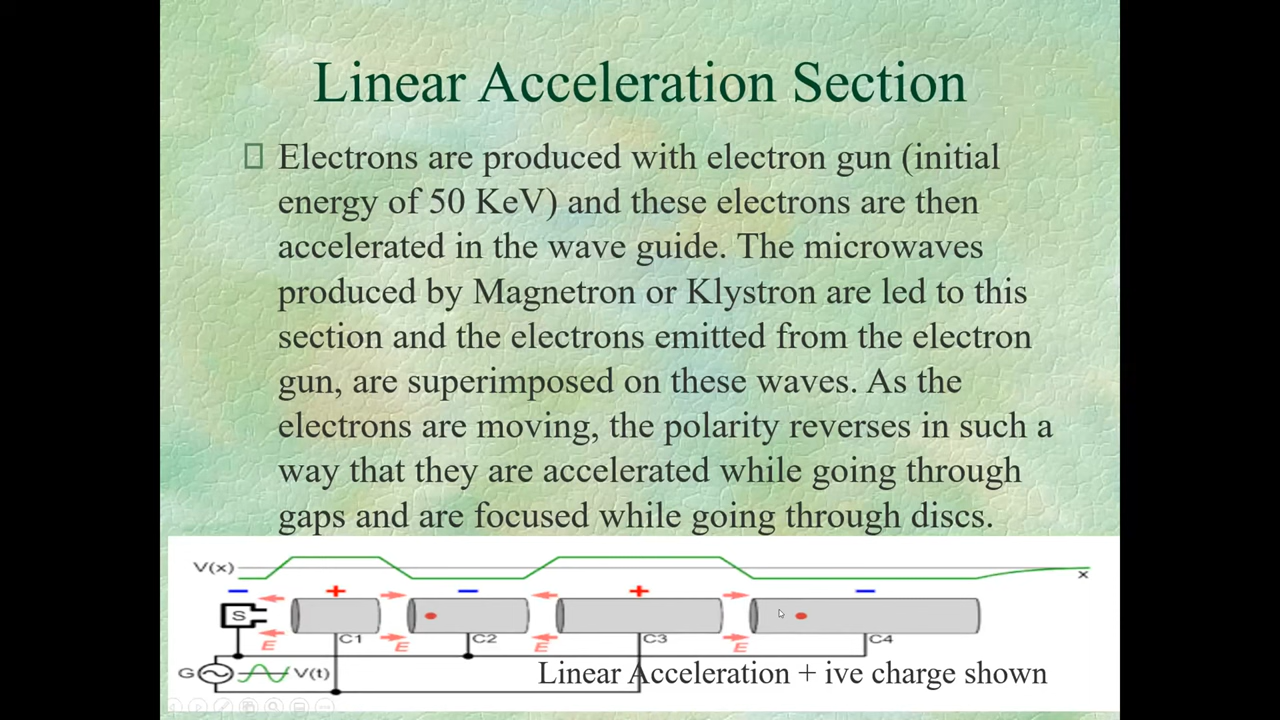 Linear Acceleration Section
Electrons are produced with electron gun (initial
energy of 50 KeV) and these electrons are then
accelerated in the wave guide. The microwaves
produced by Magnetron or Klystron are led to this
section and the electrons emitted from the electron
gun, are superimposed on these waves. As the
electrons are moving, the polarity reverses in such a
way that they are accelerated while going through
gaps and are focused while going through discs.
V(x)
x
− + − + −
S
C1 C2 C3 C4
E E E E
G V(t)
Linear Acceleration + ive charge shown